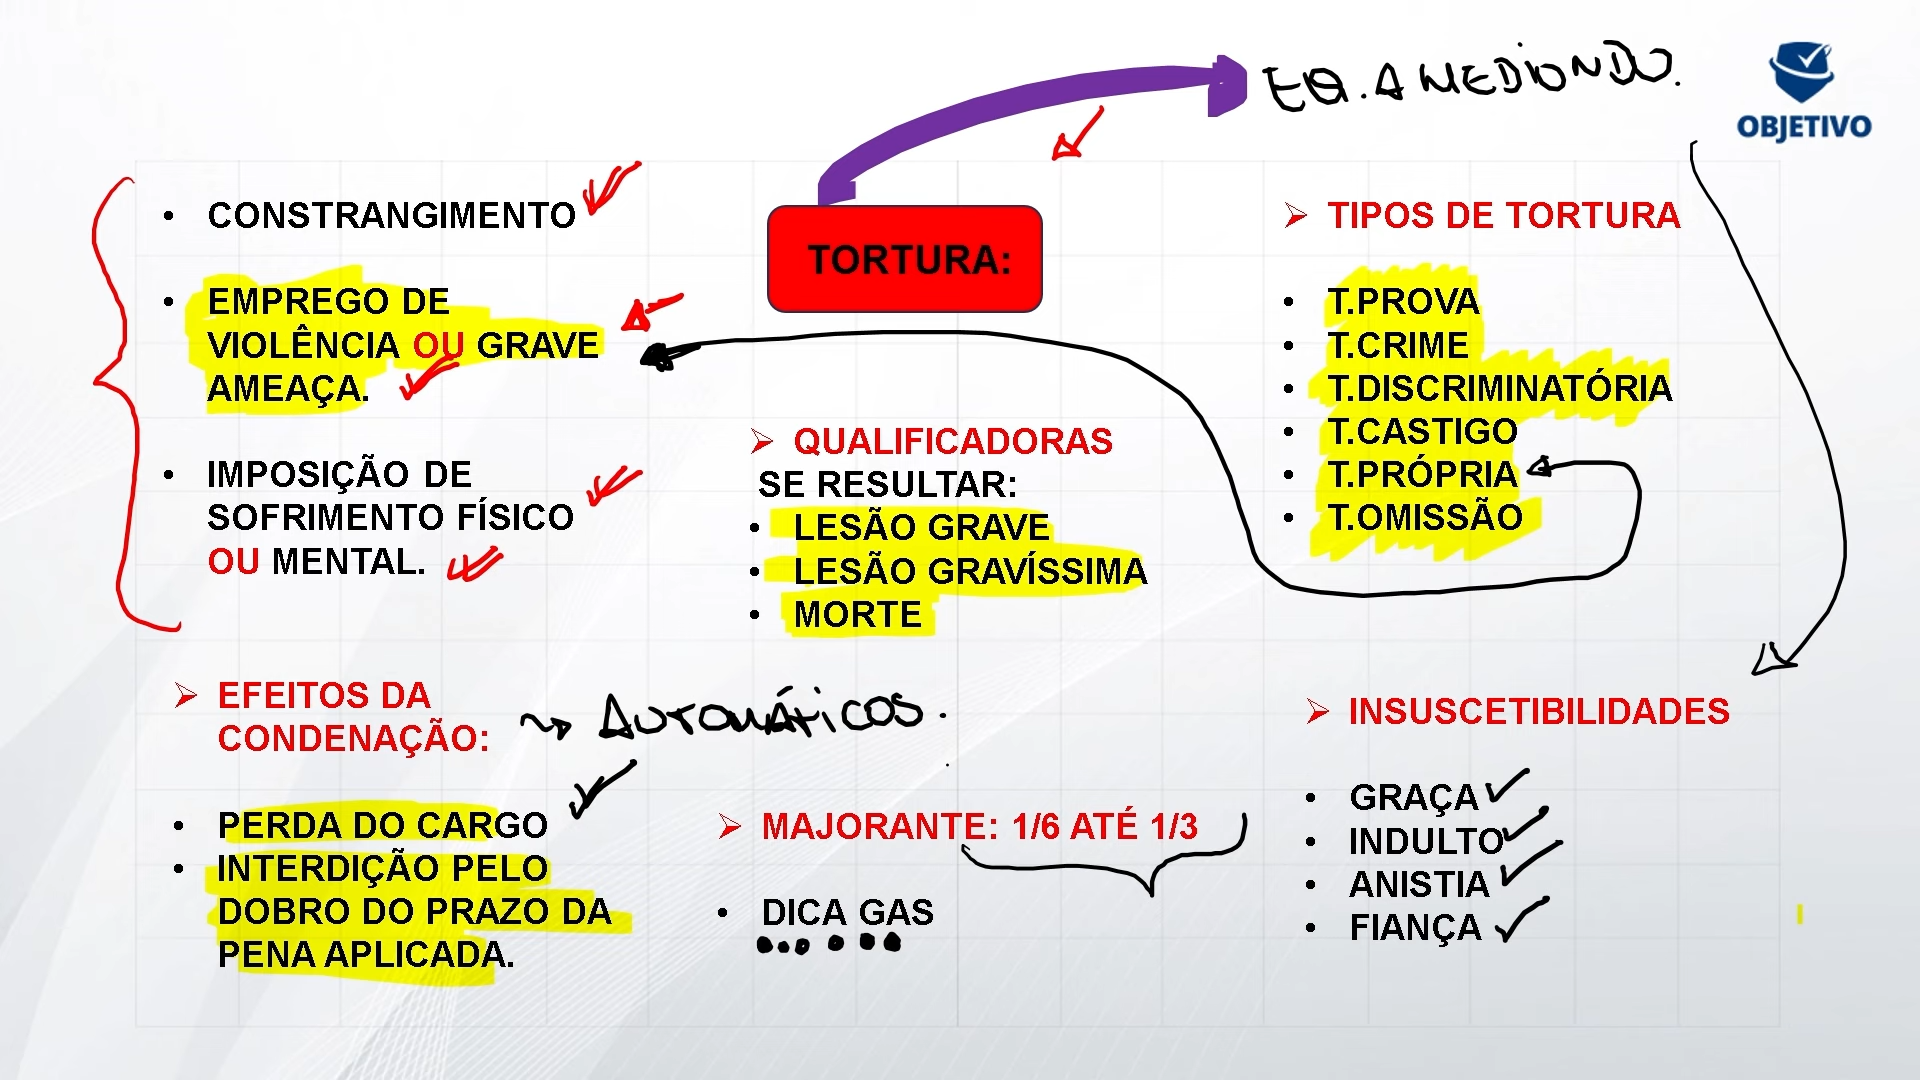 EQ. A HEDIONDO.
OBJETIVO
• CONSTRANGIMENTO
• EMPREGO DE
VIOLÊNCIA OU GRAVE
AMEAÇA.
• IMPOSIÇÃO DE
SOFRIMENTO FÍSICO
OU MENTAL.
TORTURA:
➢ TIPOS DE TORTURA
• T.PROVA
• T.CRIME
• T.DISCRIMINATÓRIA
• T.CASTIGO
• T.PRÓPRIA
• T.OMISSÃO
➢ QUALIFICADORAS
SE RESULTAR:
• LESÃO GRAVE
• LESÃO GRAVÍSSIMA
• MORTE
➢ EFEITOS DA
CONDENAÇÃO:
AUTOMÁTICOS.
• PERDA DO CARGO
• INTERDIÇÃO PELO
DOBRO DO PRAZO DA
PENA APLICADA.
➢ MAJORANTE: 1/6 ATÉ 1/3
• DICA GAS
➢ INSUSCETIBILIDADES
• GRAÇA
• INDULTO
• ANISTIA
• FIANÇA